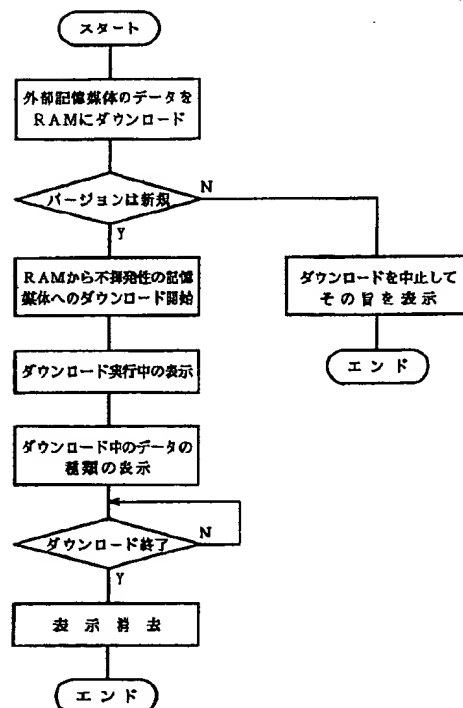 スタート
外部記憶媒体のデータを
RAMにダウンロード
バージョンは新規
N
Y
RAMから不揮発性の記憶
媒体へのダウンロード開始
ダウンロードを中止して
その旨を表示
エンド
ダウンロード実行中の表示
ダウンロード中のデータの
種類の表示
ダウンロード終了
N
Y
表示消去
エンド